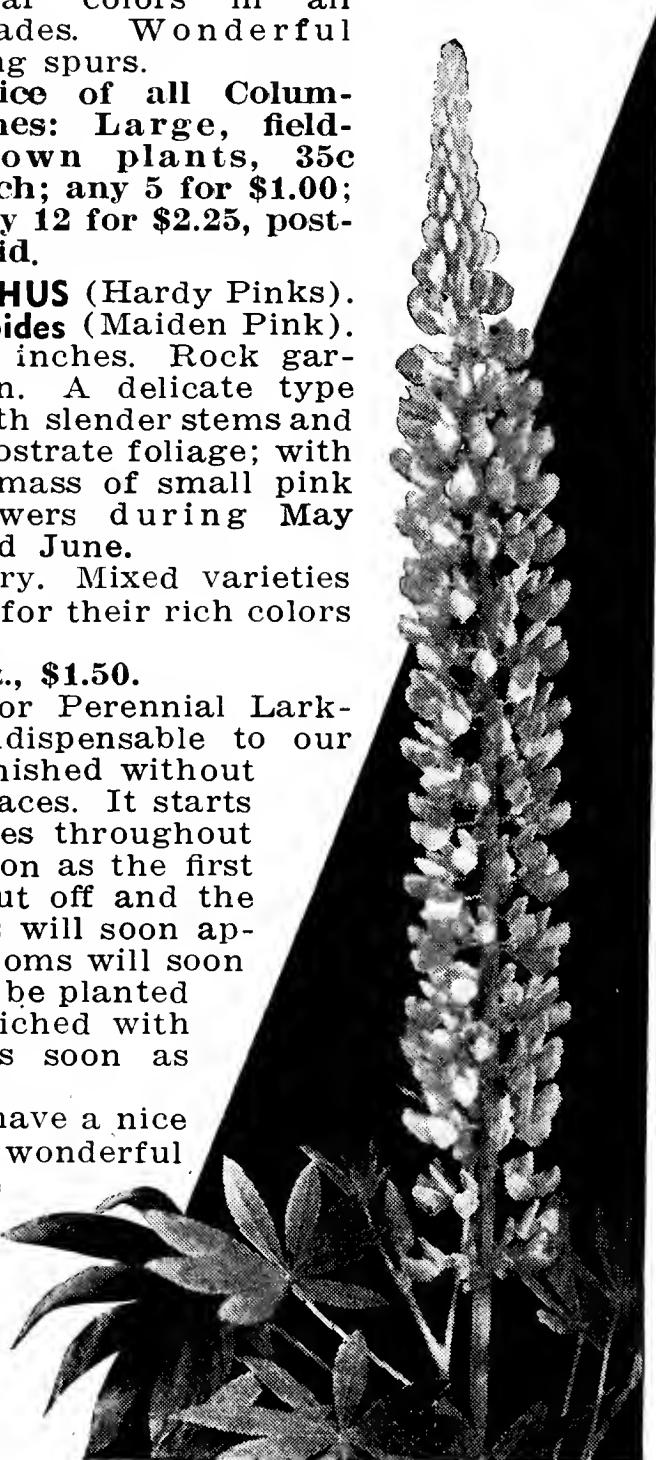 ar colors in all
ades. Wonderful
ng spurs.
ice of all Colum-
nes: Large, field-
own plants, 35c
ch; any 5 for $1.00;
y 12 for $2.25, post-
id.
HUS (Hardy Pinks).
oides (Maiden Pink).
inches. Rock gar-
n. A delicate type
th slender stems and
ostrate foliage; with
mass of small pink
wers during May
d June.
ry. Mixed varieties
for their rich colors
., $1.50.
or Perennial Lark-
dispensable to our
nished without
aces. It starts
es throughout
on as the first
ut off and the
will soon ap-
ooms will soon
be planted
iched with
s soon as
have a nice
wonderful